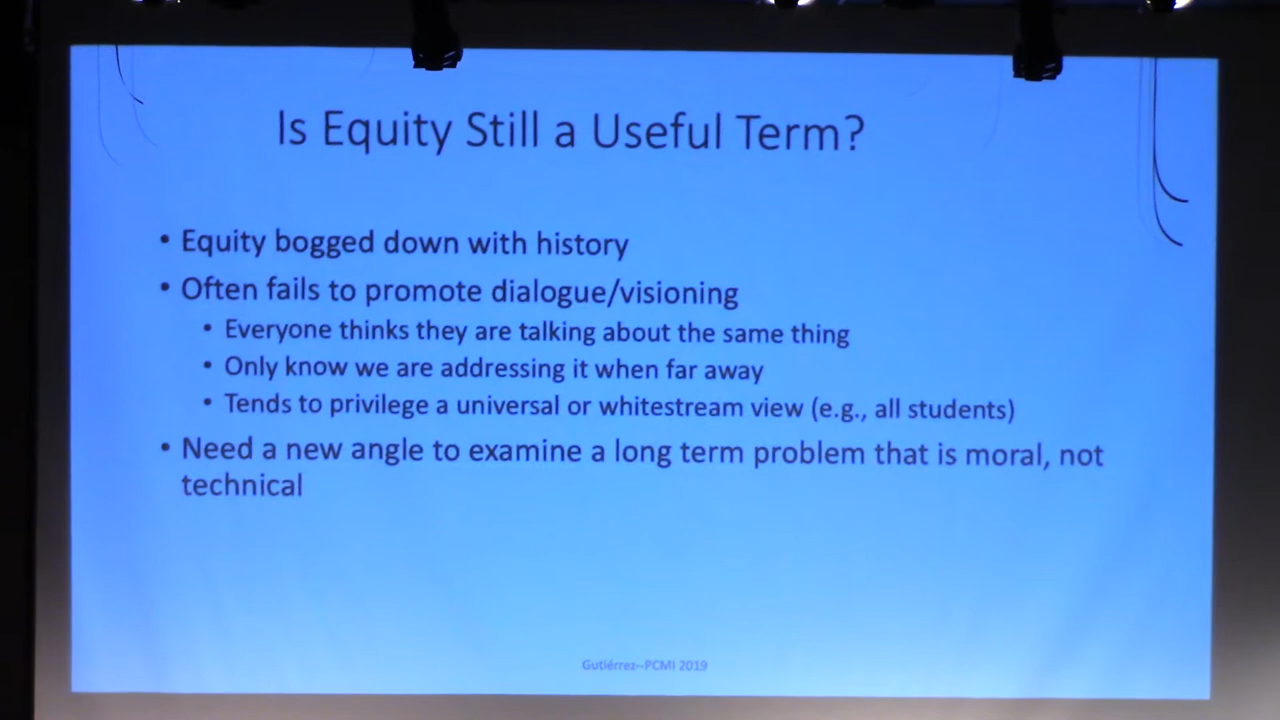 Is Equity Still a Useful Term?
• Equity bogged down with history
• Often fails to promote dialogue/visioning
• Everyone thinks they are talking about the same thing
• Only know we are addressing it when far away
• Tends to privilege a universal or whitestream view (e.g., all students)
• Need a new angle to examine a long term problem that is moral, not
technical
Gutiérrez--PCMI 2019